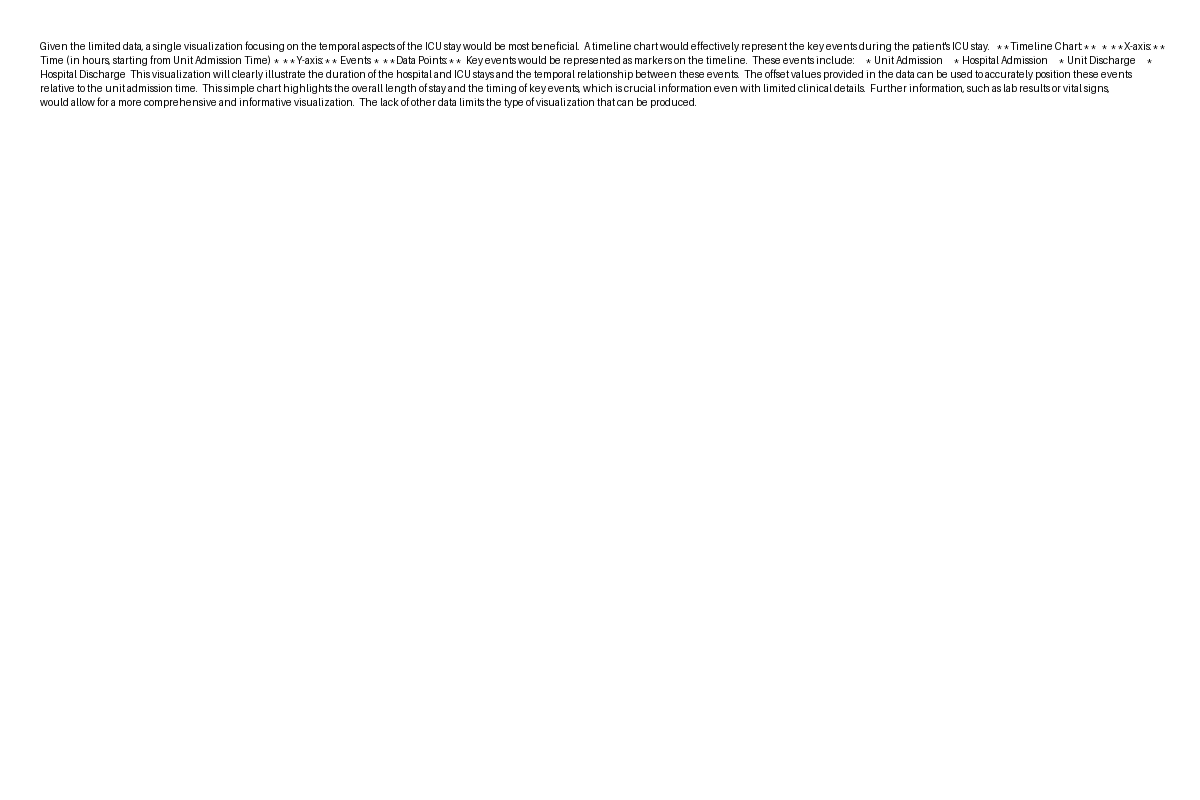 Given the limited data, a single visualization focusing on the temporal aspects of the ICU stay would be most beneficial.  A timeline chart would effectively represent the key events during the patient's ICU stay.   **Timeline Chart:**  * **X-axis:**
Time (in hours, starting from Unit Admission Time) * **Y-axis:** Events * **Data Points:**  Key events would be represented as markers on the timeline.  These events include:    * Unit Admission    * Hospital Admission    * Unit Discharge    *
Hospital Discharge  This visualization will clearly illustrate the duration of the hospital and ICU stays and the temporal relationship between these events.  The offset values provided in the data can be used to accurately position these events
relative to the unit admission time.  This simple chart highlights the overall length of stay and the timing of key events, which is crucial information even with limited clinical details.  Further information, such as lab results or vital signs,
would allow for a more comprehensive and informative visualization.  The lack of other data limits the type of visualization that can be produced.